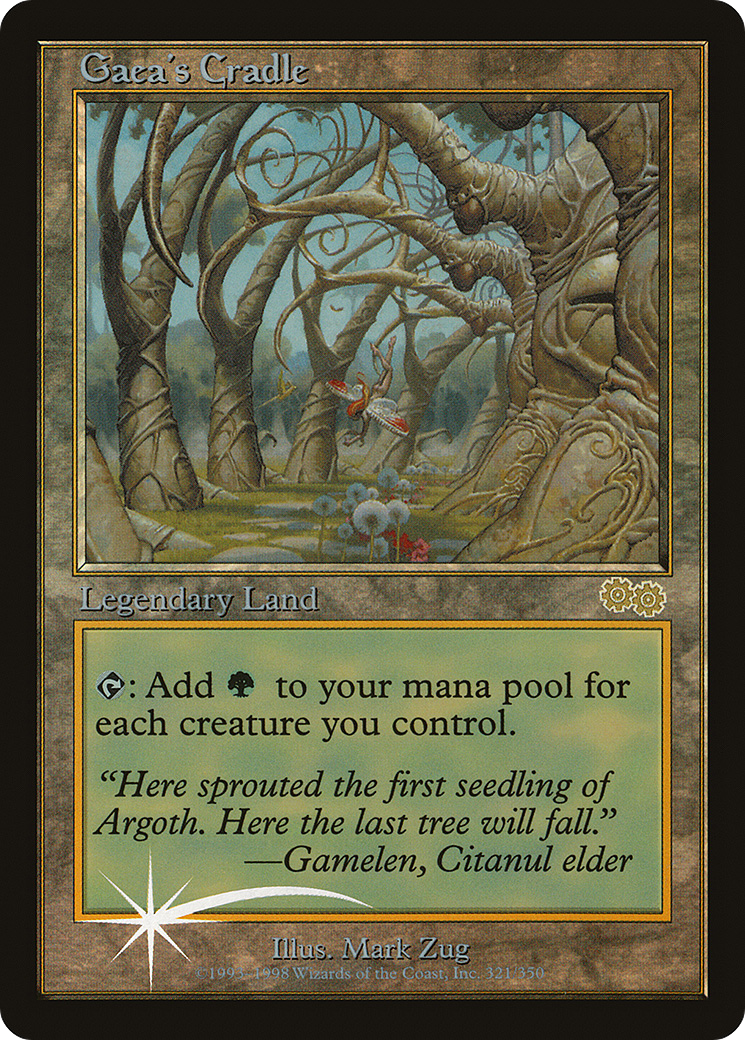 Gaea's Cradle
Legendary Land
: Add to your mana pool for
each creature you control.
“Here sprouted the first seedling of
Argoth. Here the last tree will fall.”
—Gamelen, Citanul elder
Illus. Mark Zug
©1993–1998 Wizards of the Coast, Inc. 321/350